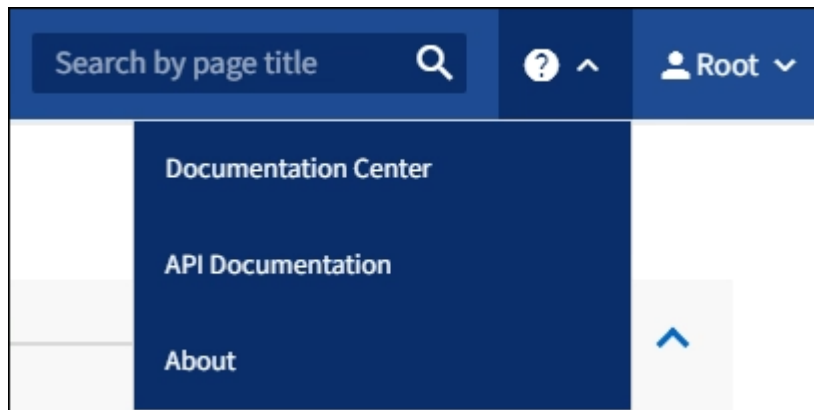 Search by page title
Root
Documentation Center
API Documentation
About